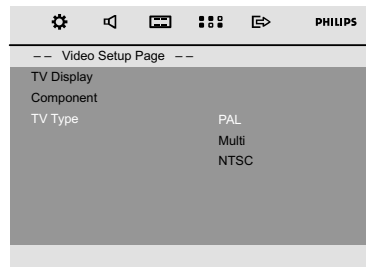 PHILIPS
-- Video Setup Page --
TV Display
Component
TV Type PAL
Multi
NTSC